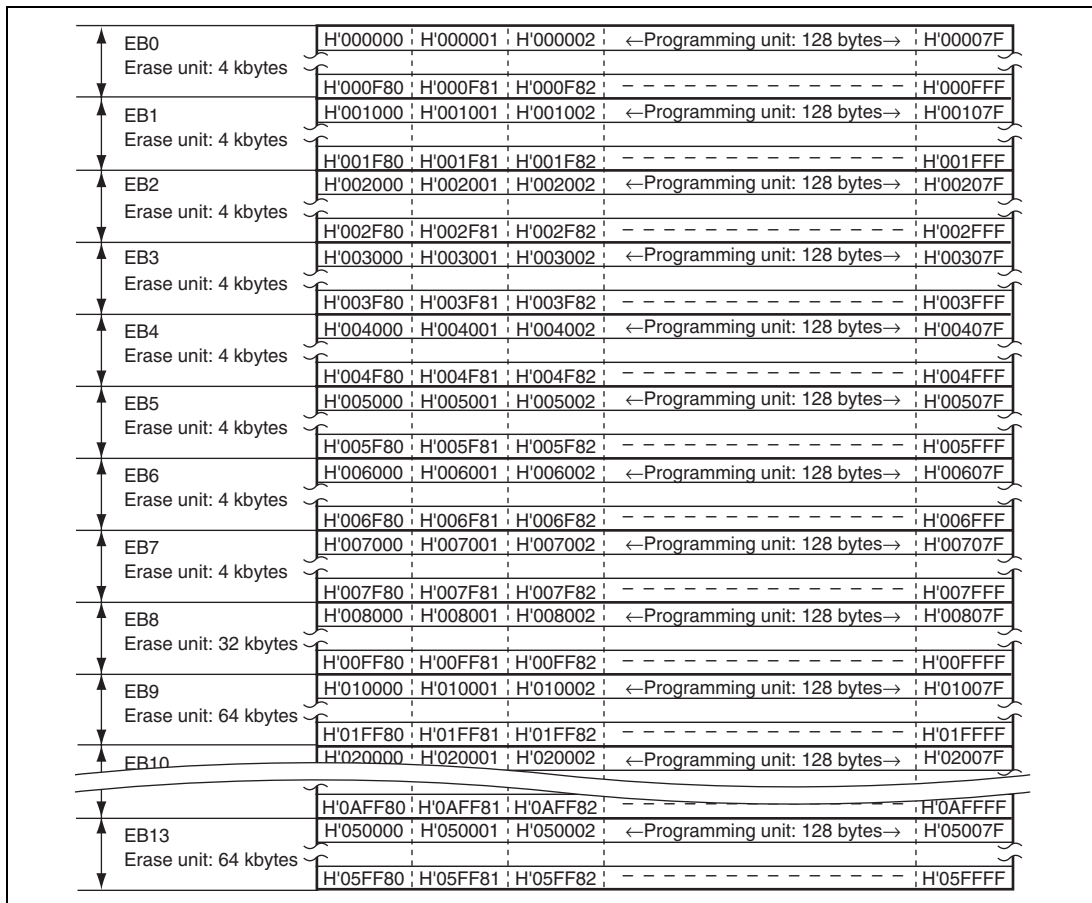 EB0 H'000000 H'000001 H'000002 ←Programming unit: 128 bytes→ H'00007F
Erase unit: 4 kbytes
H'000F80 H'000F81 H'000F82 – – – – – – – – – – – – – – H'000FFF
EB1 H'001000 H'001001 H'001002 ←Programming unit: 128 bytes→ H'00107F
Erase unit: 4 kbytes
H'001F80 H'001F81 H'001F82 – – – – – – – – – – – – – – H'001FFF
EB2 H'002000 H'002001 H'002002 ←Programming unit: 128 bytes→ H'00207F
Erase unit: 4 kbytes
H'002F80 H'002F81 H'002F82 – – – – – – – – – – – – – – H'002FFF
EB3 H'003000 H'003001 H'003002 ←Programming unit: 128 bytes→ H'00307F
Erase unit: 4 kbytes
H'003F80 H'003F81 H'003F82 – – – – – – – – – – – – – – H'003FFF
EB4 H'004000 H'004001 H'004002 ←Programming unit: 128 bytes→ H'00407F
Erase unit: 4 kbytes
H'004F80 H'004F81 H'004F82 – – – – – – – – – – – – – – H'004FFF
EB5 H'005000 H'005001 H'005002 ←Programming unit: 128 bytes→ H'00507F
Erase unit: 4 kbytes
H'005F80 H'005F81 H'005F82 – – – – – – – – – – – – – – H'005FFF
EB6 H'006000 H'006001 H'006002 ←Programming unit: 128 bytes→ H'00607F
Erase unit: 4 kbytes
H'006F80 H'006F81 H'006F82 – – – – – – – – – – – – – – H'006FFF
EB7 H'007000 H'007001 H'007002 ←Programming unit: 128 bytes→ H'00707F
Erase unit: 4 kbytes
H'007F80 H'007F81 H'007F82 – – – – – – – – – – – – – – H'007FFF
EB8 H'008000 H'008001 H'008002 ←Programming unit: 128 bytes→ H'00807F
Erase unit: 32 kbytes
H'00FF80 H'00FF81 H'00FF82 – – – – – – – – – – – – – – H'00FFFF
EB9 H'010000 H'010001 H'010002 ←Programming unit: 128 bytes→ H'01007F
Erase unit: 64 kbytes
H'01FF80 H'01FF81 H'01FF82 – – – – – – – – – – – – – – H'01FFFF
EB10 H'020000 H'020001 H'020002 ←Programming unit: 128 bytes→ H'02007F
H'0AFF80 H'0AFF81 H'0AFF82 – – – – – – – – – – – – – – H'0AFFFF
EB13 H'050000 H'050001 H'050002 ←Programming unit: 128 bytes→ H'05007F
Erase unit: 64 kbytes
H'05FF80 H'05FF81 H'05FF82 – – – – – – – – – – – – – – H'05FFFF